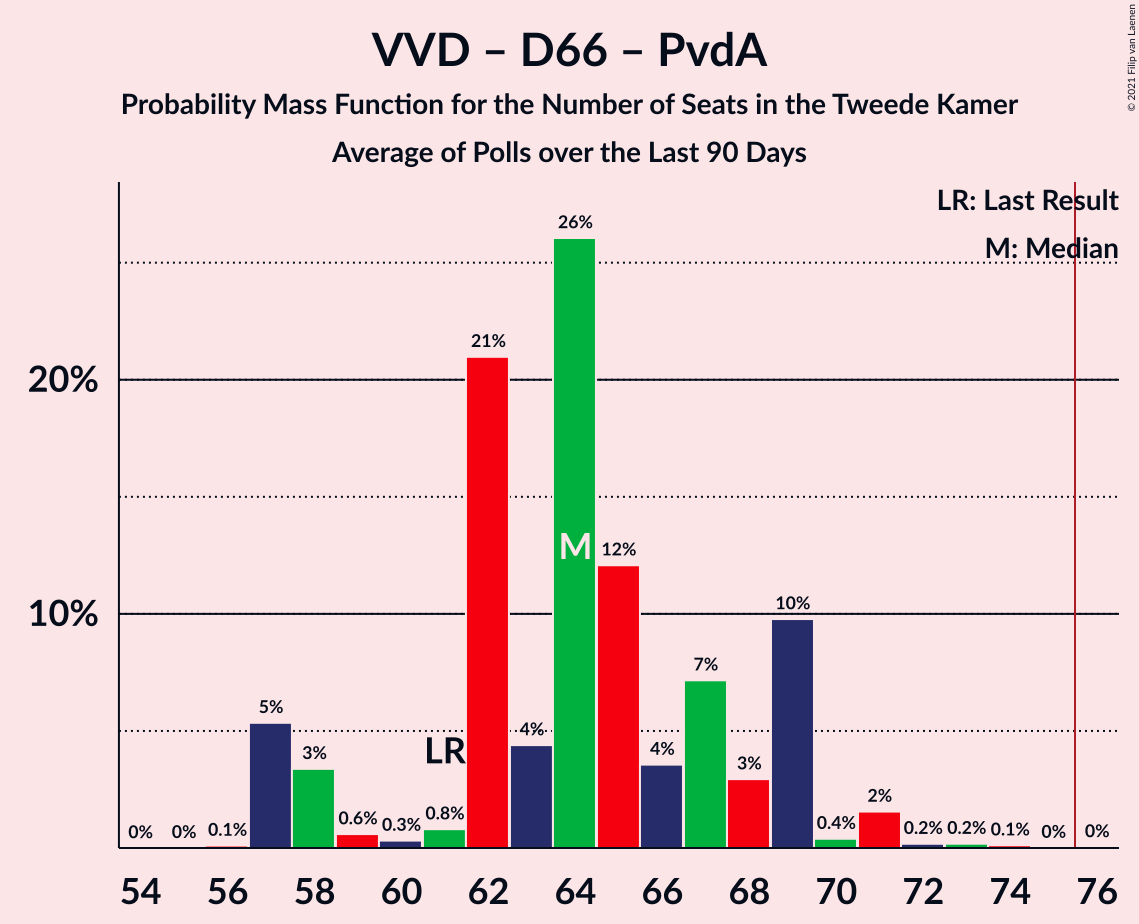 VVD – D66 – PvdA
Probability Mass Function for the Number of Seats in the Tweede Kamer
Average of Polls over the Last 90 Days
© 2021 Filip van Laenen
LR: Last Result
M: Median
20%
10%
0%
0%
0.1%
5%
3%
0.6%
0.3%
0.8%
LR
21%
4%
26%
M
12%
4%
7%
3%
10%
0.4%
2%
0.2%
0.2%
0.1%
0%
0%
54 56 58 60 62 64 66 68 70 72 74 76